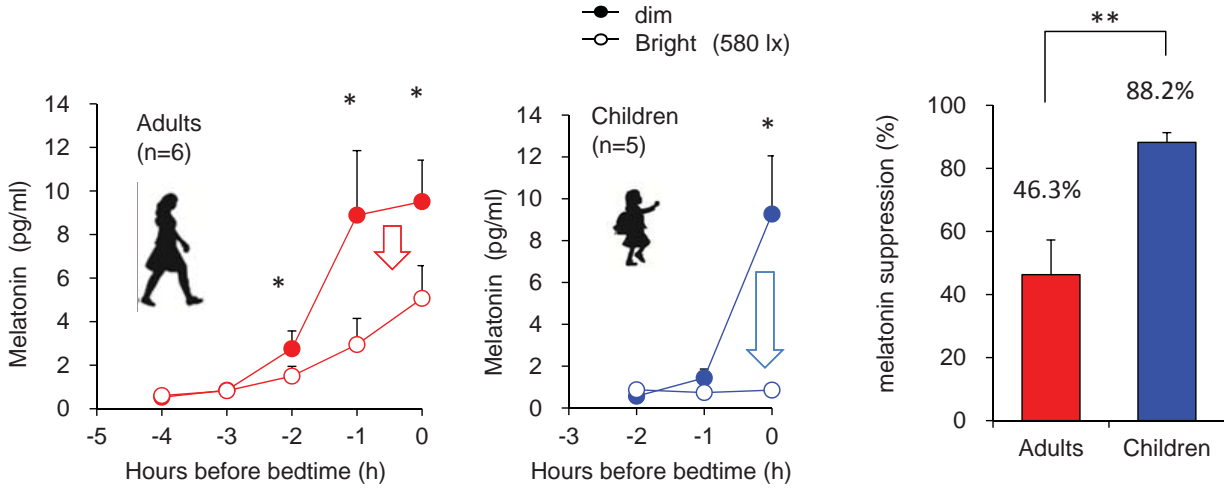 dim
Bright (580 lx)
Adults
(n=6)
*
*
*
Melatonin (pg/ml)
14
12
10
8
6
4
2
0
-5 -4 -3 -2 -1 0
Hours before bedtime (h)
Children
(n=5)
*
Melatonin (pg/ml)
14
12
10
8
6
4
2
0
-3 -2 -1 0
Hours before bedtime (h)
**
88.2%
46.3%
melatonin suppression (%)
100
80
60
40
20
0
Adults Children